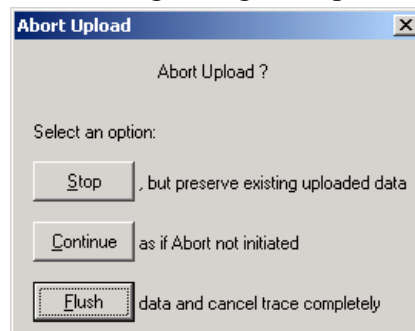 Abort Upload
Abort Upload ?
Select an option:
Stop , but preserve existing uploaded data
Continue as if Abort not initiated
Flush data and cancel trace completely